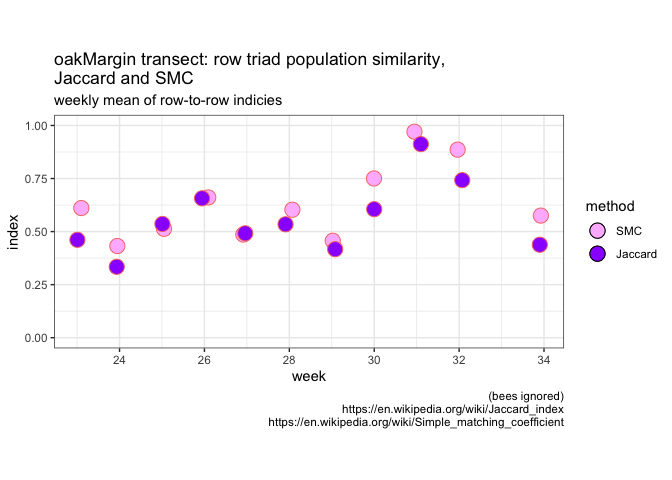 oakMargin transect: row triad population similarity,
Jaccard and SMC
weekly mean of row-to-row indicies
1.00
0.75
0.50
0.25
0.00
index
24
26
28
30
32
34
week
method
SMC
Jaccard
(bees ignored)
https://en.wikipedia.org/wiki/Jaccard_index
https://en.wikipedia.org/wiki/Simple_matching_coefficient